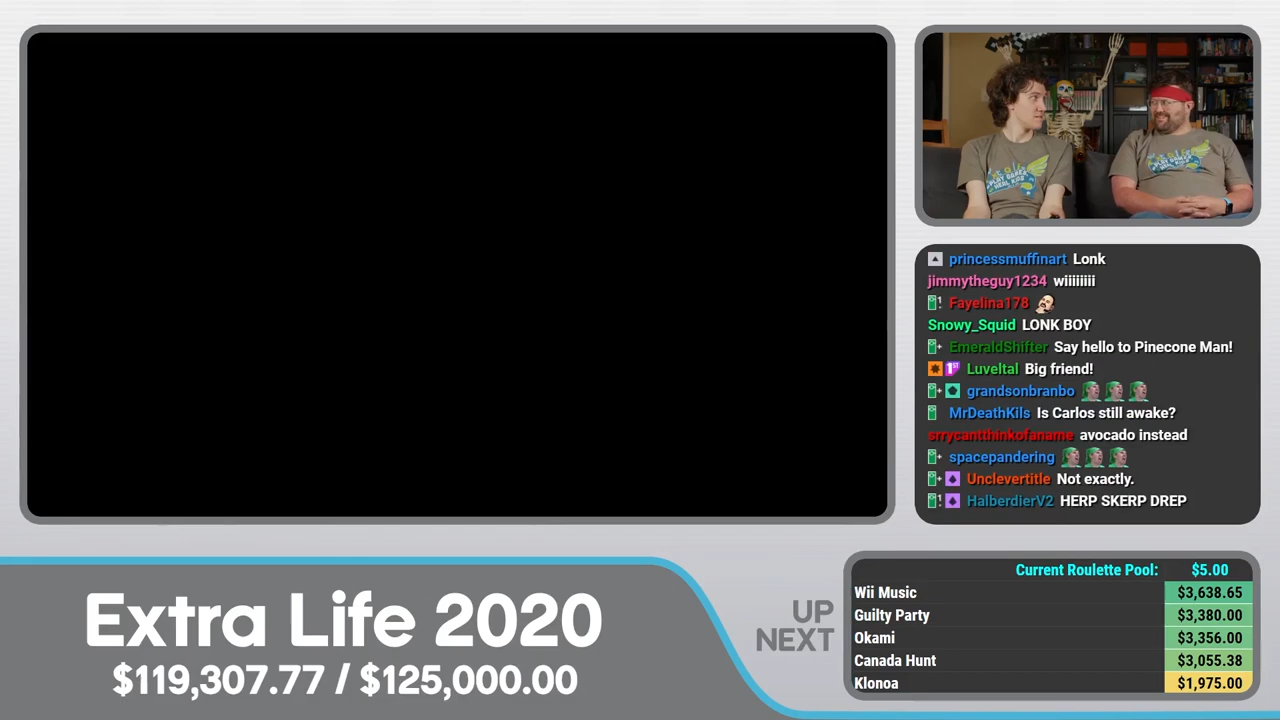 princessmuffinart Lonk
jimmytheguy1234 wiiiiiiii
Fayelina178
Snowy_Squid LONK BOY
EmeraldShifter Say hello to Pinecone Man!
Luveltal Big friend!
grandsonbranbo
MrDeathKils Is Carlos still awake?
srrycantthinkofaname avocado instead
spacepandering
Unclevertitle Not exactly.
HalberdierV2 HERP SKERP DREP
Extra Life 2020
$119,307.77 / $125,000.00
UP
NEXT
Current Roulette Pool: $5.00
Wii Music $3,638.65
Guilty Party $3,380.00
Okami $3,356.00
Canada Hunt $3,055.38
Klonoa $1,975.00